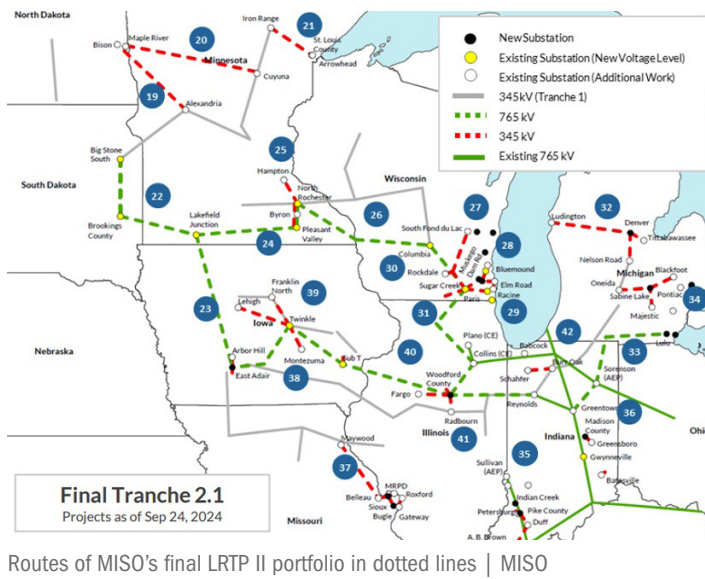 North Dakota
Bison
Maple River
20
Minnesota
Iron Range
21
St. Louis
County
Arrowhead
Cuyuna
19
Alexandria
New Substation
Existing Substation (New Voltage Level)
Existing Substation (Additional Work)
345kV (Tranche 1)
765 kV
345 kV
Existing 765 kV
Big Stone
South
South Dakota
22
Brookings
County
Lakefield
Junction
25
Hampton
North
Rochester
Byron
Pleasant
Valley
24
Wisconsin
26
27
South Fond du Lac
Columbia
28
Muskego
Dam Rd
Bluemound
30
Rockdale
Sugar Creek
Elm Road
Paris
Racine
29
Ludington
32
Denver
Tittabawassee
Nelson Road
Michigan
Oneida
Blackfoot
Sabine Lake
Pontiac
34
Majestic
23
Franklin
North
39
Lehigh
Iowa
Twinkle
Montezuma
Arbor Hill
East Adair
38
Sub T
Nebraska
31
40
Plano (CE)
Collins (CE)
Woodford
County
Fargo
Radbourn
Illinois
41
42
Babcock
Burr Oak
Schahfer
Reynolds
33
Lulu
Sorenson
(AEP)
Greentown
36
Madison
County
Indiana
Greensboro
Gwynneville
Ohio
Batesville
35
Sullivan
(AEP)
Indian Creek
Petersburg
Pike County
Duff
A. B. Brown
Maywood
37
Belleau
MRPD
Sioux
Roxford
Bugle
Gateway
Missouri
Final Tranche 2.1
Projects as of Sep 24, 2024
Routes of MISO’s final LRTP II portfolio in dotted lines | MISO